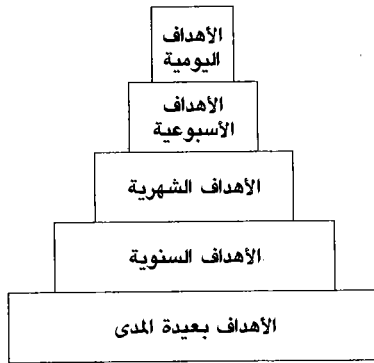 الأهداف
اليومية
الأهداف
الأسبوعية
الأهداف الشهرية
الأهداف السنوية
الأهداف بعيدة المدى